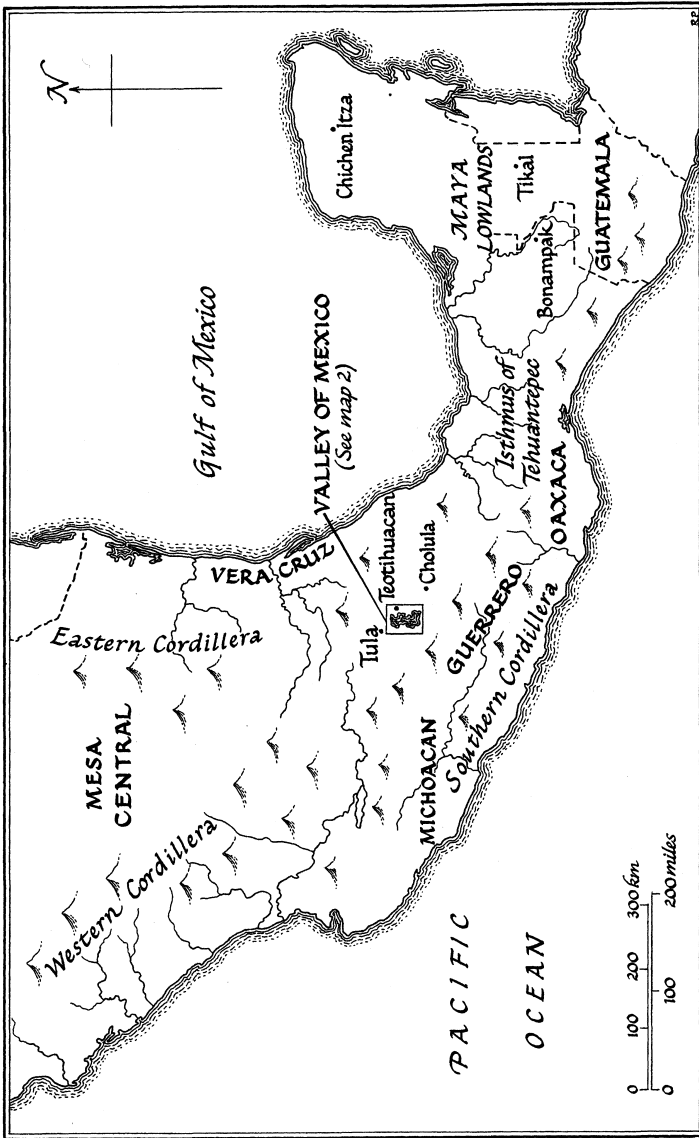 N
Gulf of Mexico
Chichen Itza
MAYA
LOWLANDS
Tikal
Bonampak
GUATEMALA
VALLEY OF MEXICO
(See map 2)
Isthmus of
Tehuantepec
OAXACA
VERA CRUZ
Teotihuacan
Cholula
Tula
GUERRERO
Southern Cordillera
MICHOACAN
Eastern Cordillera
MESA
CENTRAL
Western Cordillera
PACIFIC
OCEAN
0 100 200 300 km
0 100 200 miles
R.P.